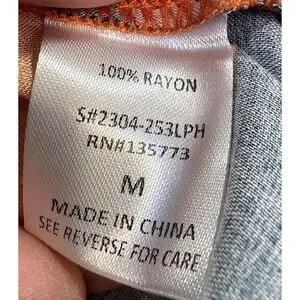 100% RAYON
S#2304-253LPH
RN#135773
M
MADE IN CHINA
SEE REVERSE FOR CARE